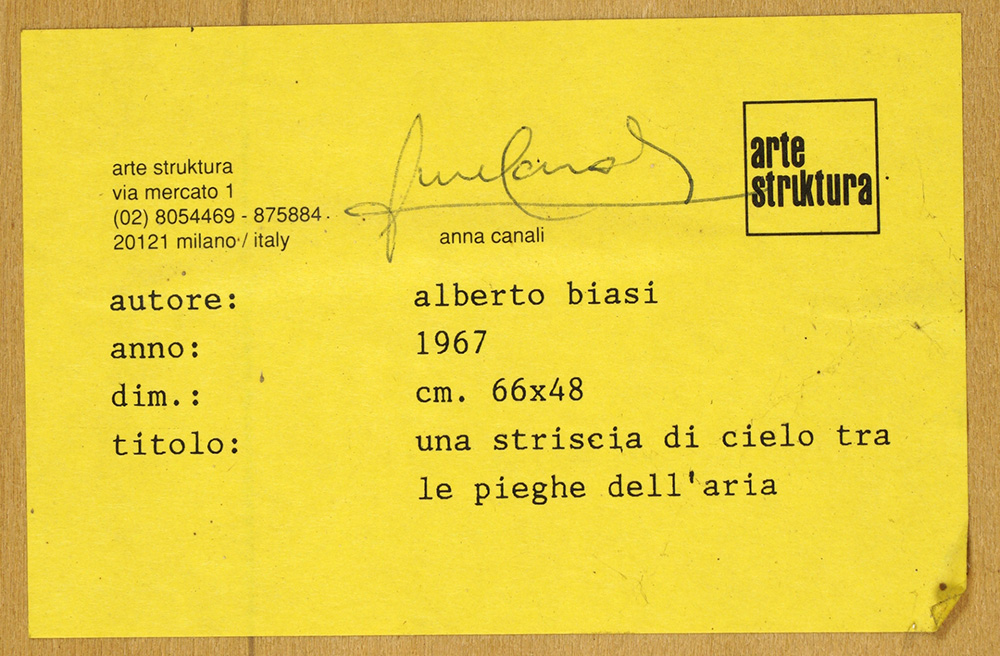 arte struktura
via mercato 1
(02) 8054469 - 875884
20121 milano / italy
anna canali
arte
struktura
autore: alberto biasi
anno: 1967
dim.: cm. 66x48
titolo: una striscia di cielo tra
le pieghe dell'aria